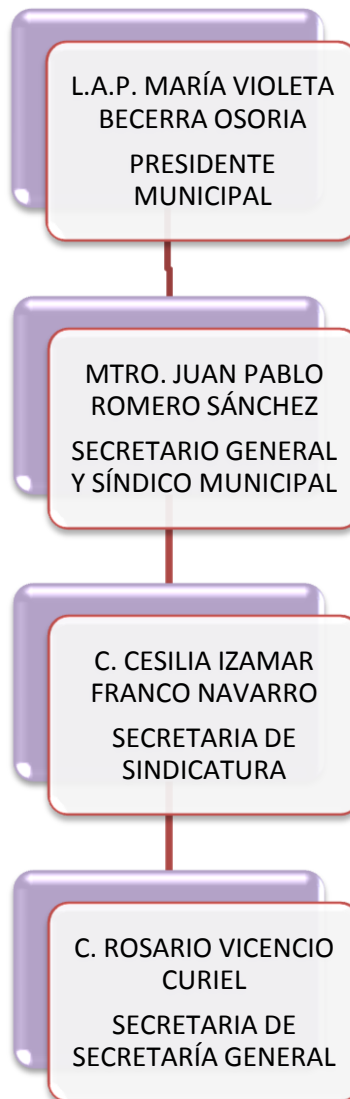 L.A.P. MARÍA VIOLETA
BECERRA OSORIA
PRESIDENTE
MUNICIPAL
MTRO. JUAN PABLO
ROMERO SÁNCHEZ
SECRETARIO GENERAL
Y SÍNDICO MUNICIPAL
C. CESILIA IZAMAR
FRANCO NAVARRO
SECRETARIA DE
SINDICATURA
C. ROSARIO VICENCIO
CURIEL
SECRETARIA DE
SECRETARÍA GENERAL